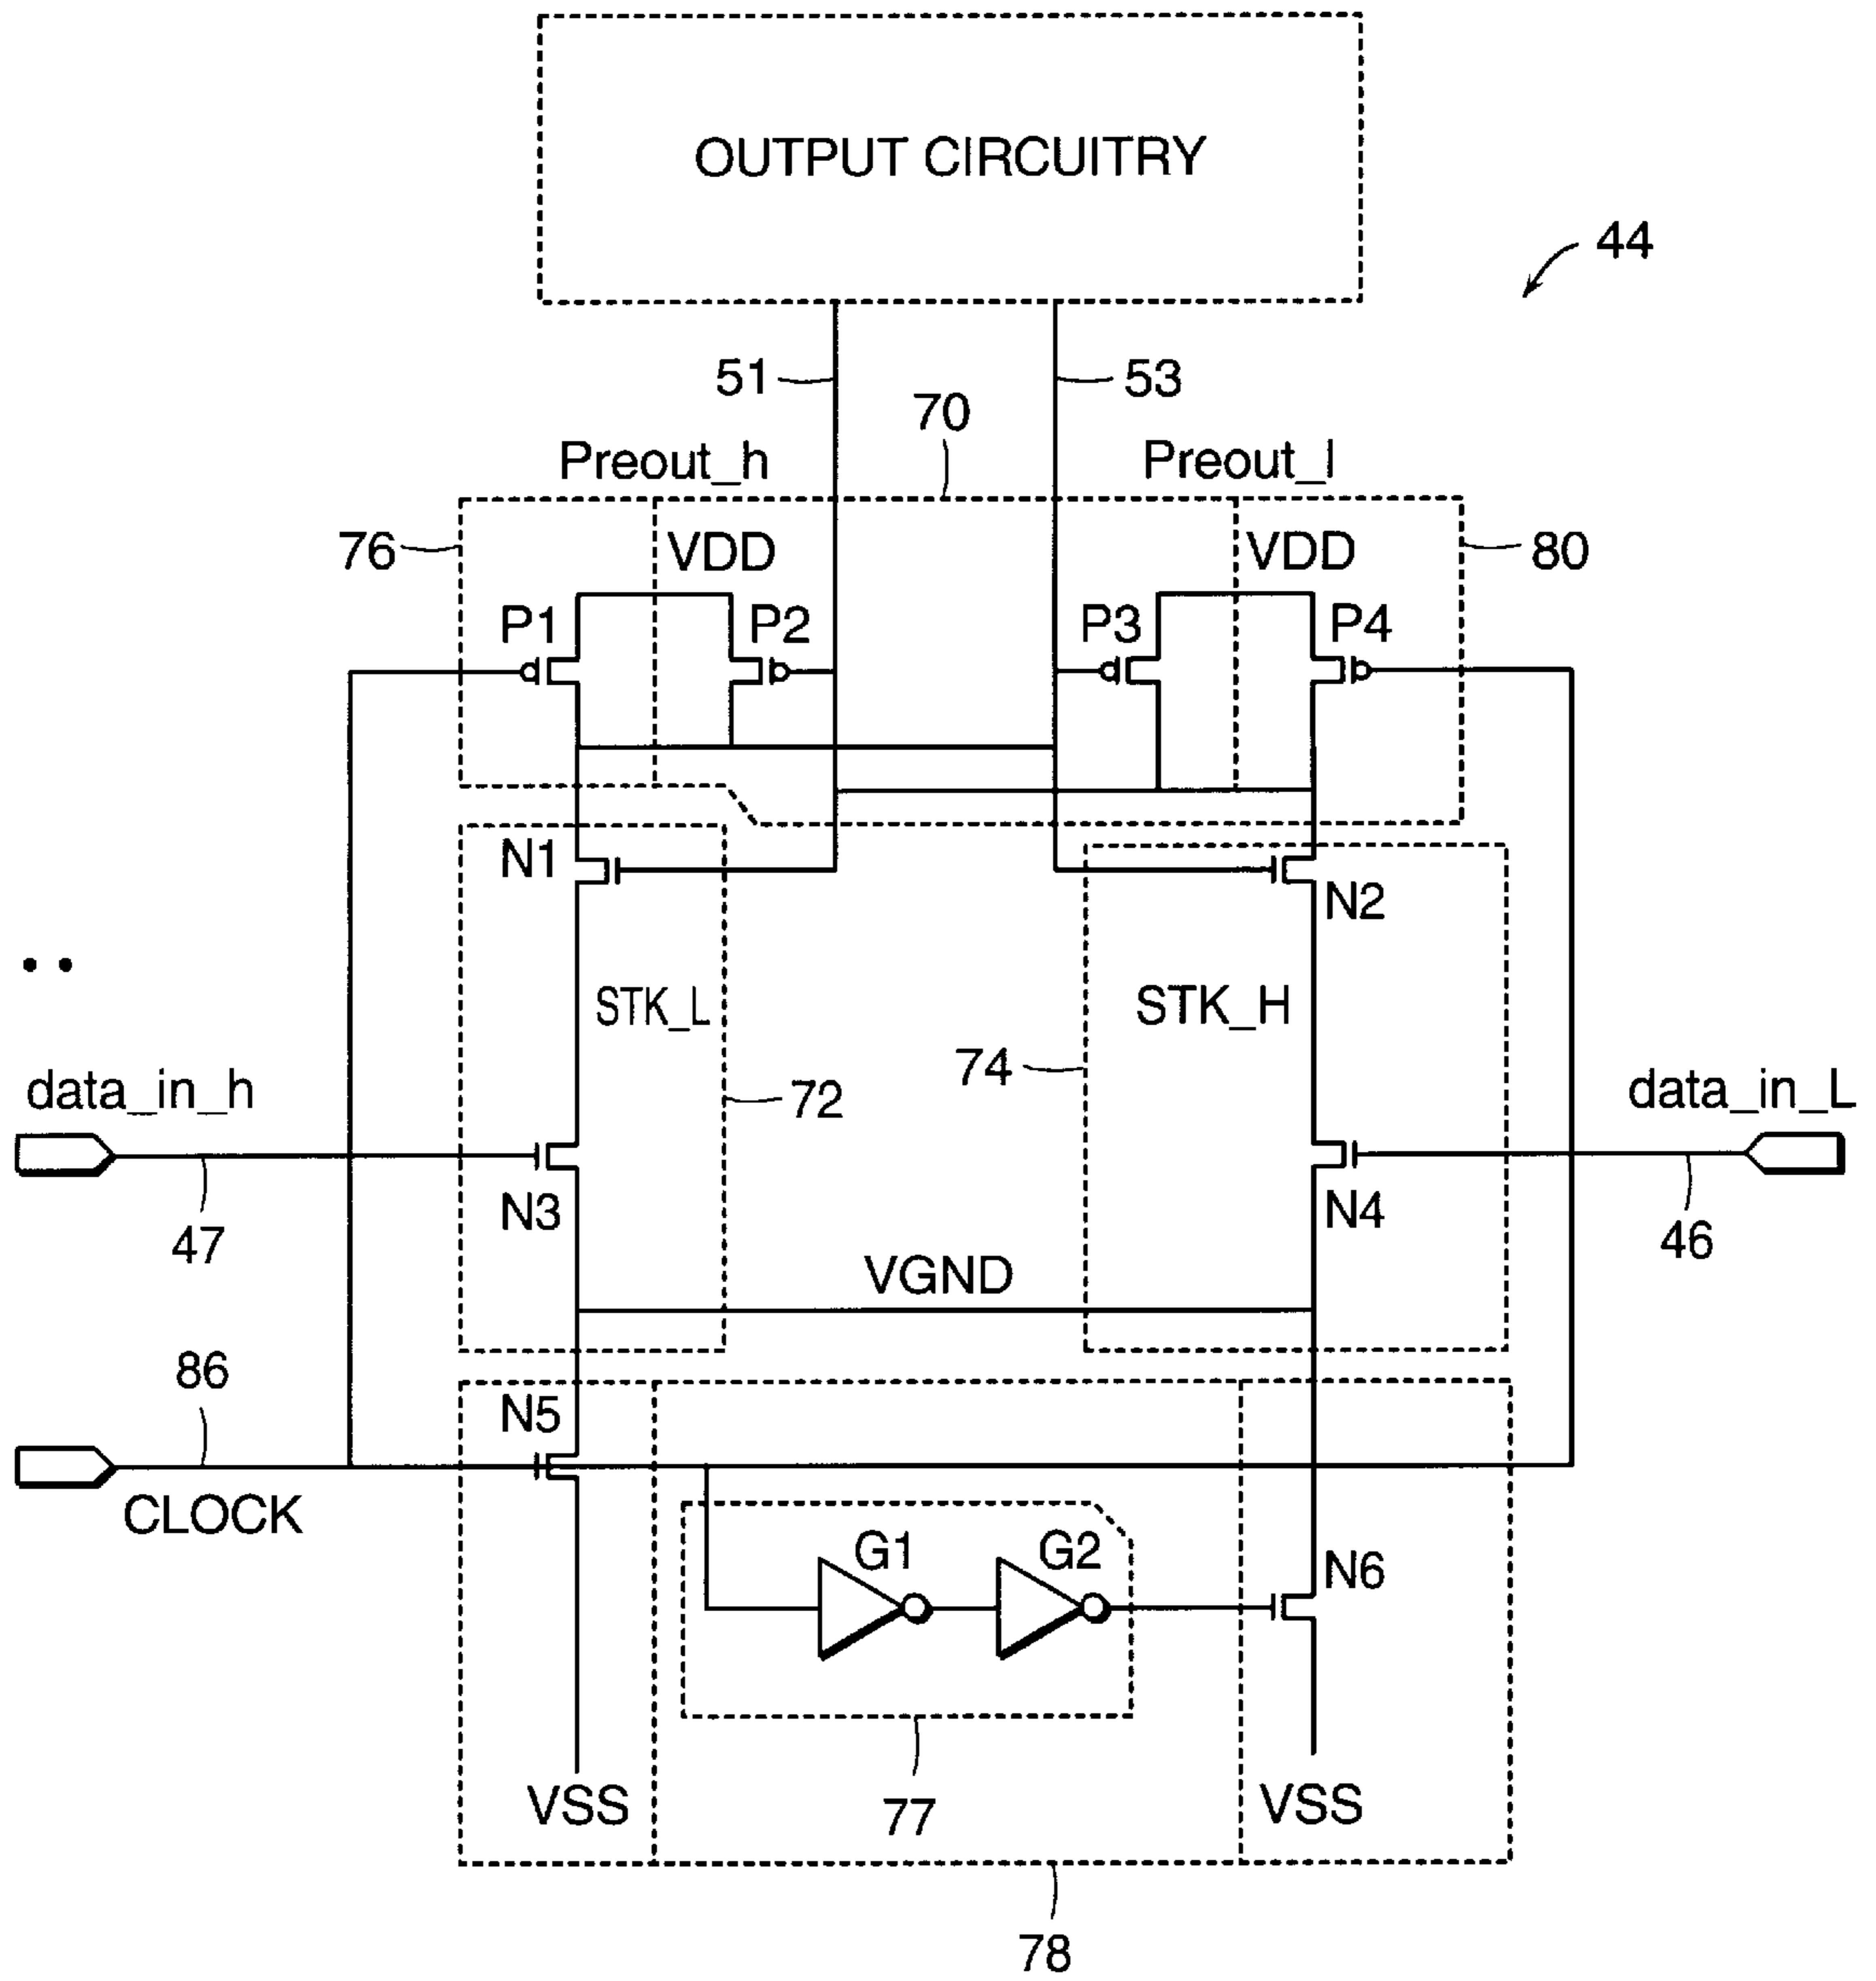 OUTPUT CIRCUITRY
44
51
53
70
Preout_h
Preout_l
76
VDD
VDD
80
P1
P2
P3
P4
N1
N2
STK_L
STK_H
74
data_in_h
72
data_in_L
N3
N4
47
46
VGND
86
N5
CLOCK
G1
G2
N6
VSS
77
VSS
78